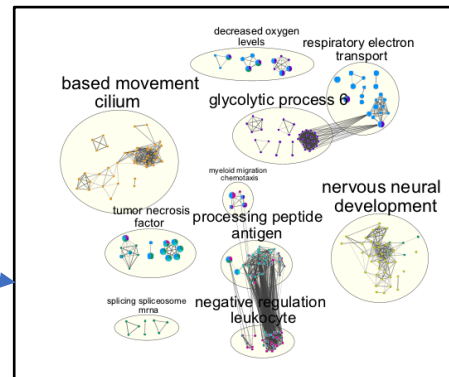 decreased oxygen
levels
respiratory electron
transport
based movement
cilium
glycolytic process 6
myeloid migration
chemotaxis
nervous neural
development
tumor necrosis
factor
processing peptide
antigen
splicing spliceosome
mrna
negative regulation
leukocyte